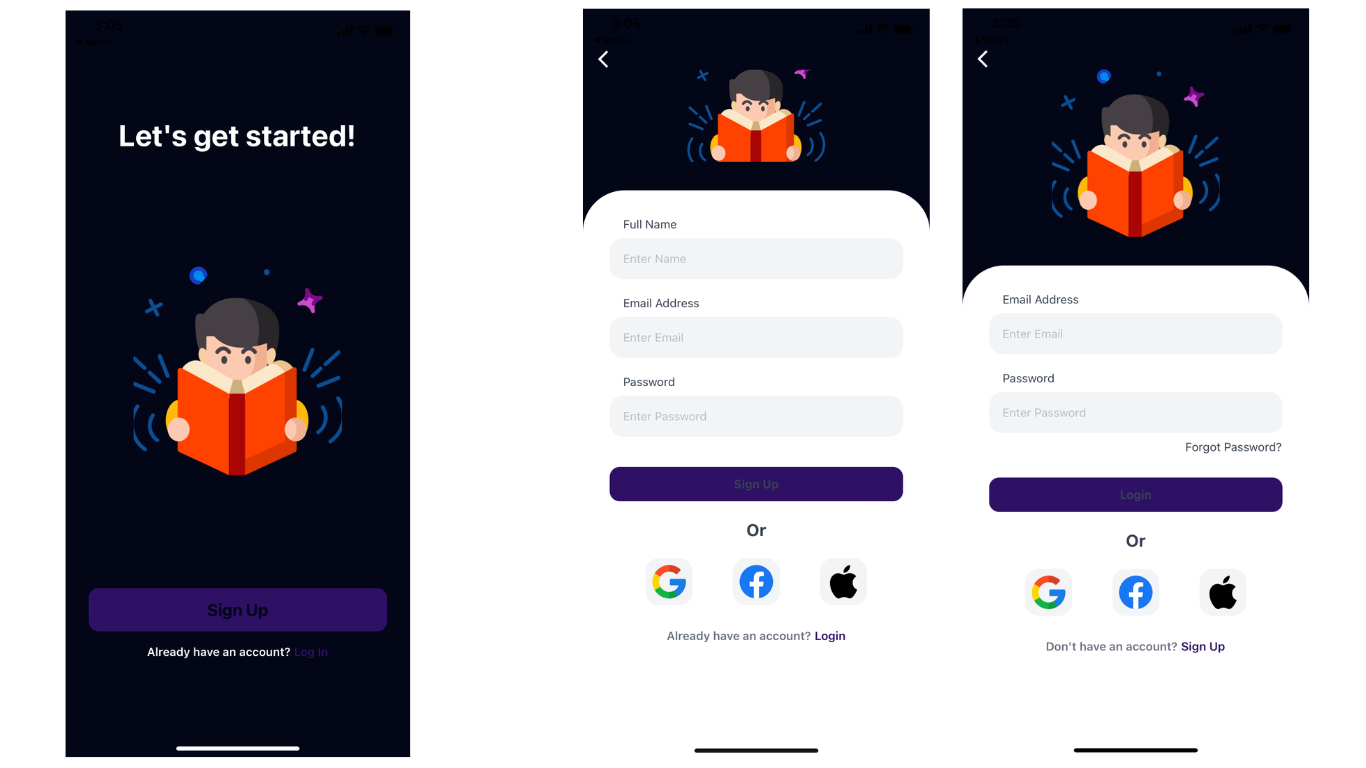 3:05
Let's get started!
Sign Up
Already have an account? Log In
3:05
Full Name
Enter Name
Email Address
Enter Email
Password
Enter Password
Sign Up
Or
Already have an account? Login
3:05
Email Address
Enter Email
Password
Enter Password
Forgot Password?
Login
Or
Don't have an account? Sign Up